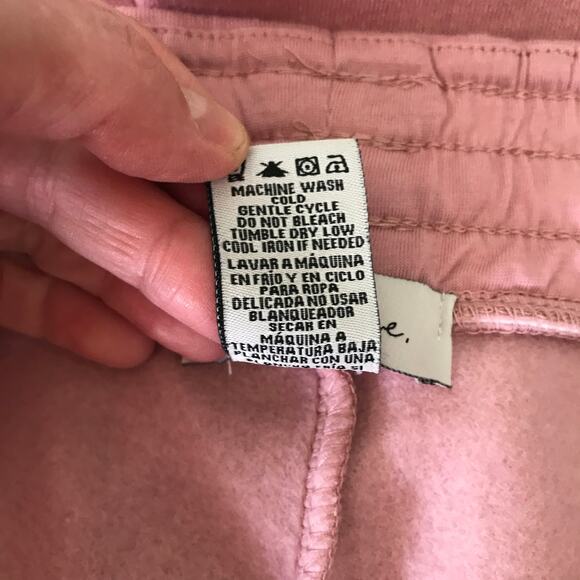 MACHINE WASH
COLD
GENTLE CYCLE
DO NOT BLEACH
TUMBLE DRY LOW
COOL IRON IF NEEDED
LAVAR A MÁQUINA
EN FRÍO Y EN CICLO
PARA ROPA
DELICADA NO USAR
BLANQUEADOR
SECAR EN
MÁQUINA A
TEMPERATURA BAJA
PLANCHAR CON UNA
e.